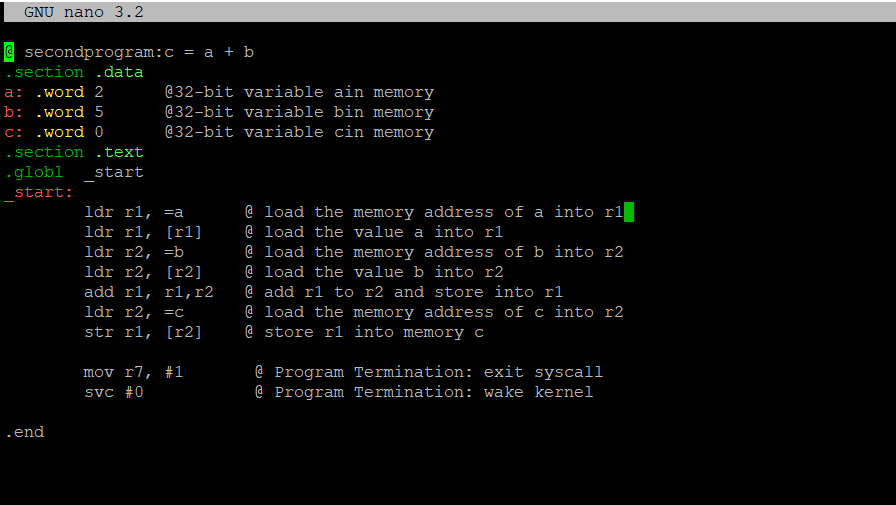 GNU nano 3.2
@ secondprogram:c = a + b
.section .data
a: .word 2      @32-bit variable ain memory
b: .word 5      @32-bit variable bin memory
c: .word 0      @32-bit variable cin memory
.section .text
.globl  _start
_start:
        ldr r1, =a      @ load the memory address of a into r1
        ldr r1, [r1]    @ load the value a into r1
        ldr r2, =b      @ load the memory address of b into r2
        ldr r2, [r2]    @ load the value b into r2
        add r1, r1,r2   @ add r1 to r2 and store into r1
        ldr r2, =c      @ load the memory address of c into r2
        str r1, [r2]    @ store r1 into memory c
        mov r7, #1       @ Program Termination: exit syscall
        svc #0           @ Program Termination: wake kernel
.end